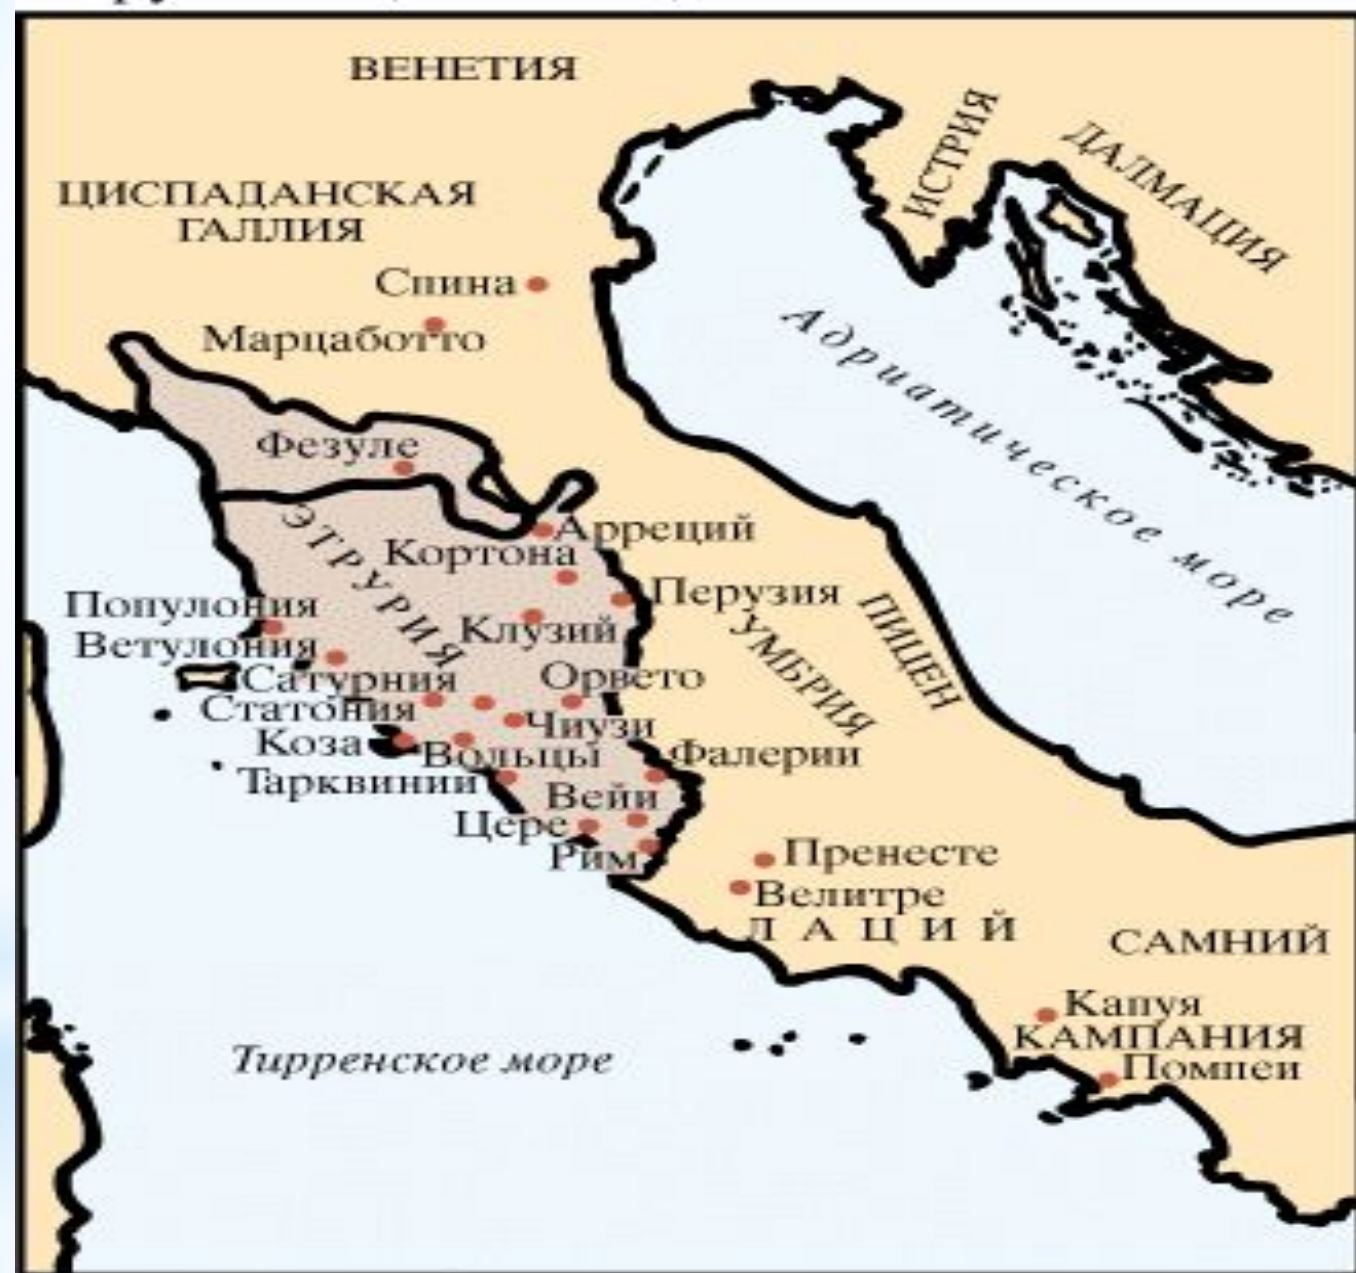 ВЕНЕТИЯ
ИСТРИЯ
ДАЛМАЦИЯ
ЦИСПАДАНСКАЯ
ГАЛЛИЯ
Спина
Марцаботто
Адриатическое море
Фезуле
ЭТРУРИЯ
Арреций
Кортона
Перузия
Популония
Клузий
ПИЦЕН
УМБРИЯ
Ветулония
Сатурния
Орвето
Статония
Чиузи
Коза
Вольцы
Фалерии
Тарквинии
Вейи
Цере
Рим
Пренесте
Велитре
ЛАЦИЙ
САМНИЙ
Капуя
КАМПАНИЯ
Помпеи
Тирренское море